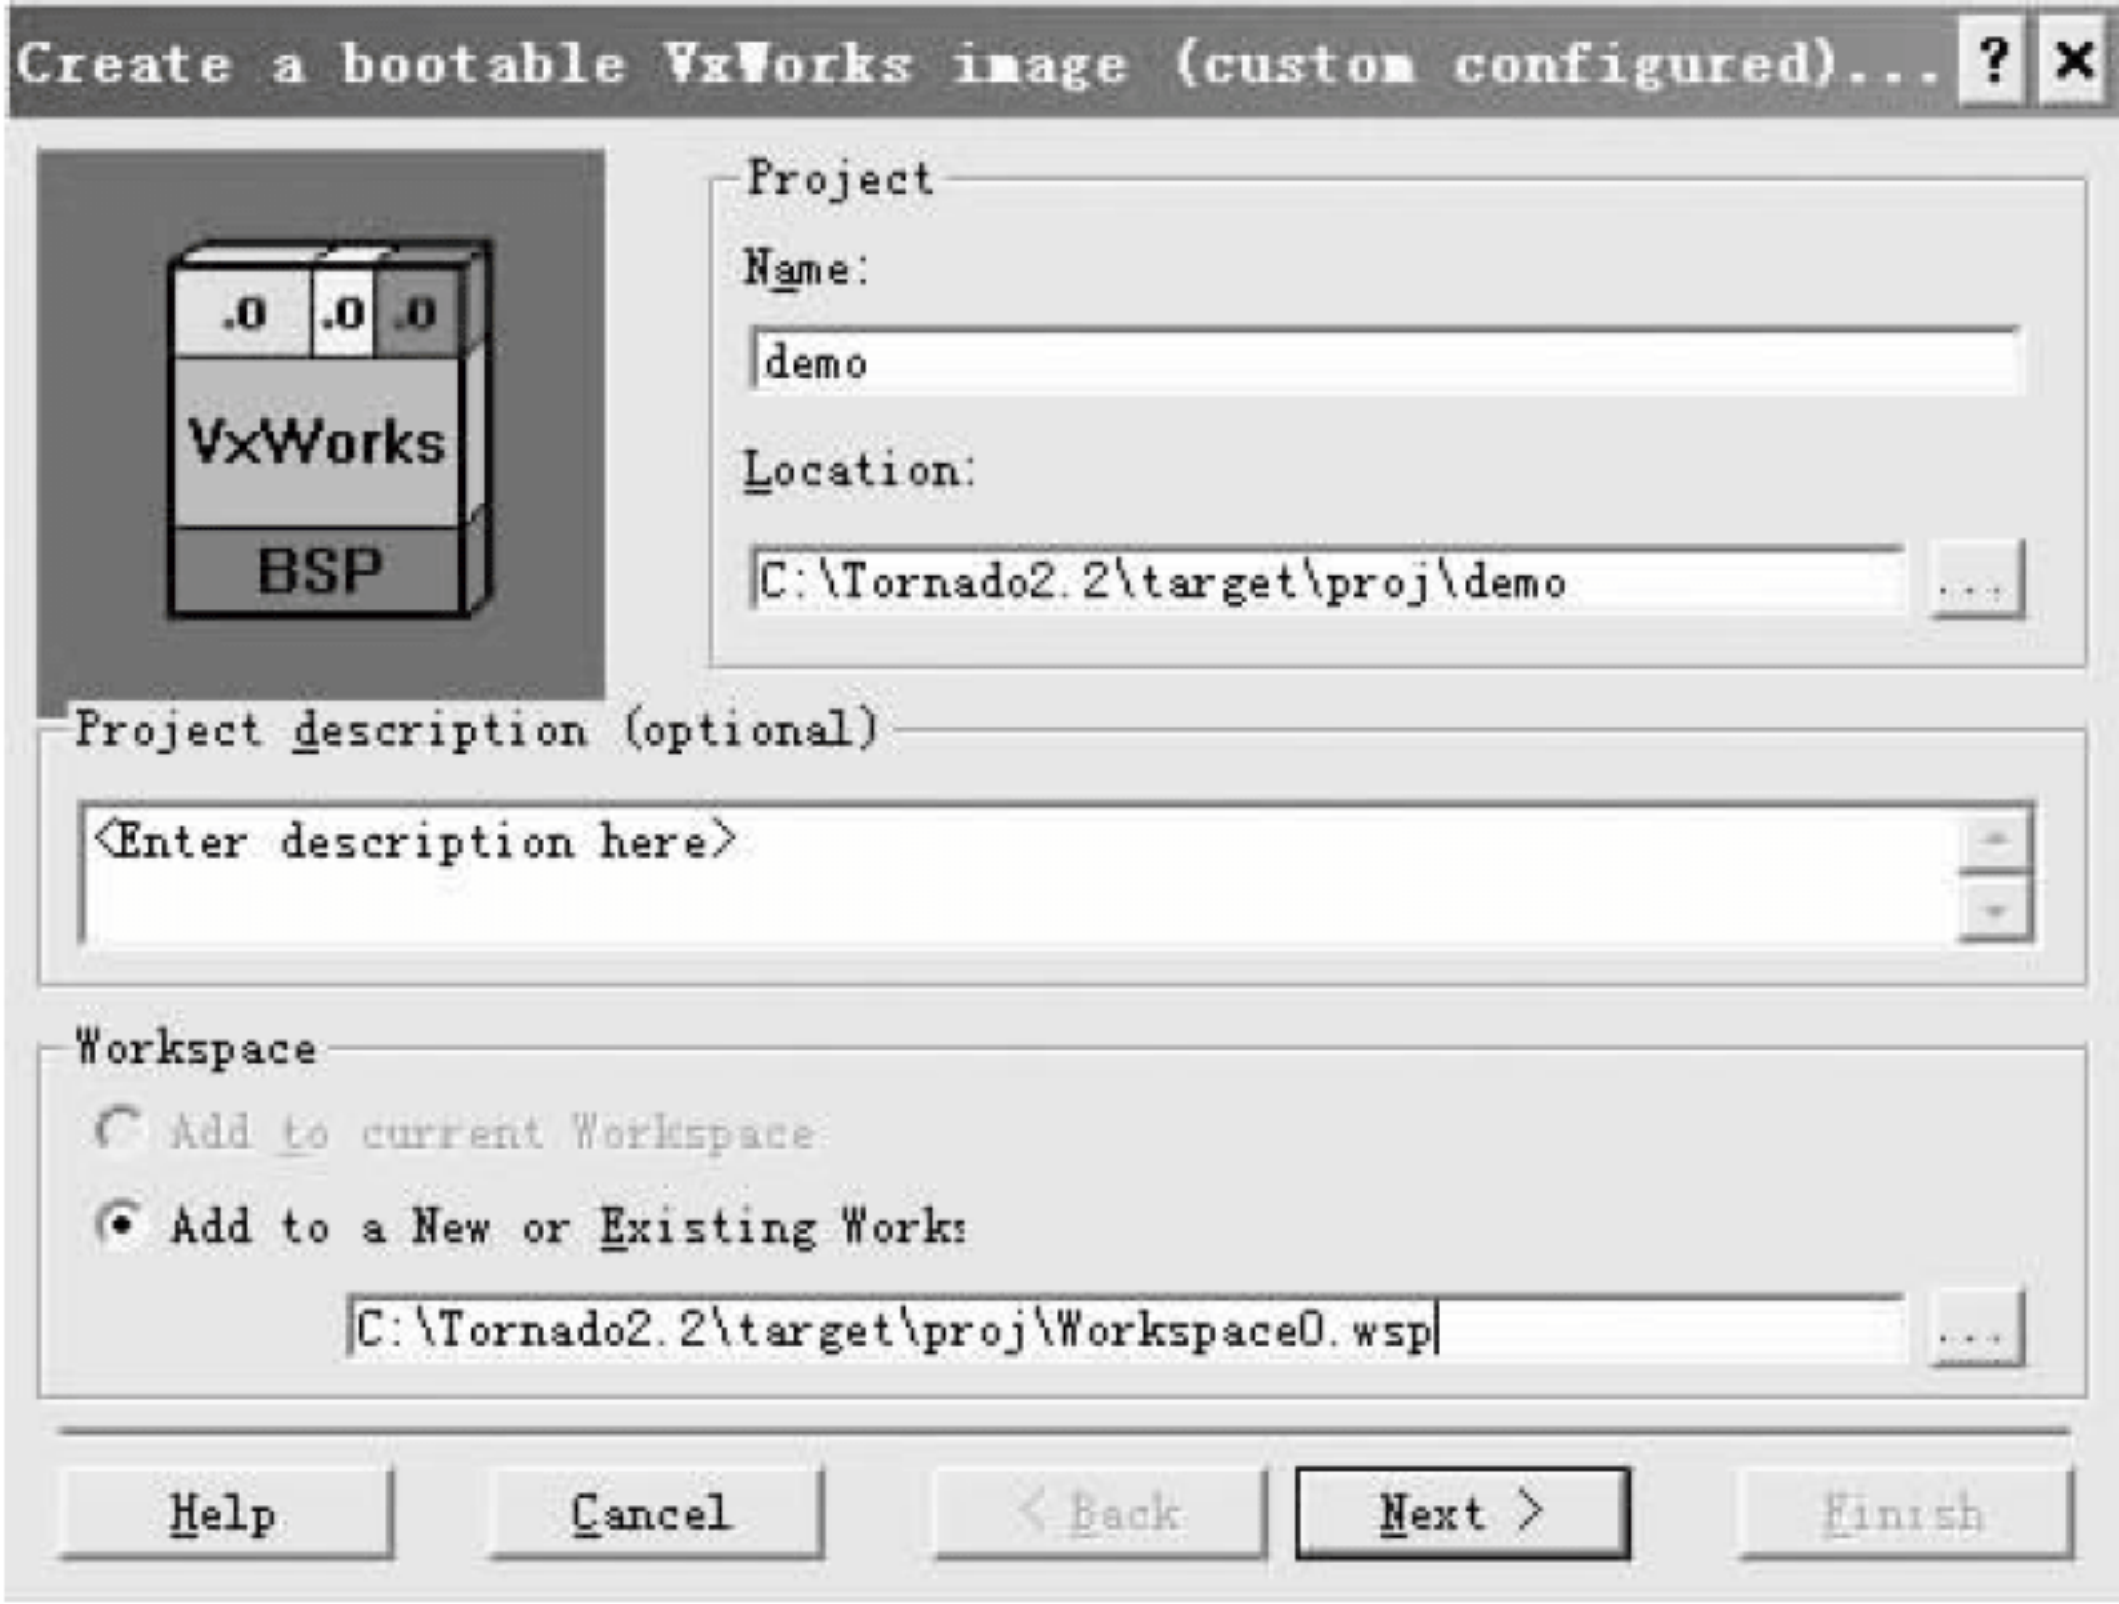 Create a bootable VxWorks image (custom configured)...
.0 .0 .0
VxWorks
BSP
Project
Name:
demo
Location:
C:\Tornado2.2\target\proj\demo
...
Project description (optional)
<Enter description here>
Workspace
Add to current Workspace
Add to a New or Existing Works
C:\Tornado2.2\target\proj\Workspace0.wsp
...
Help
Cancel
< Back
Next >
Finish